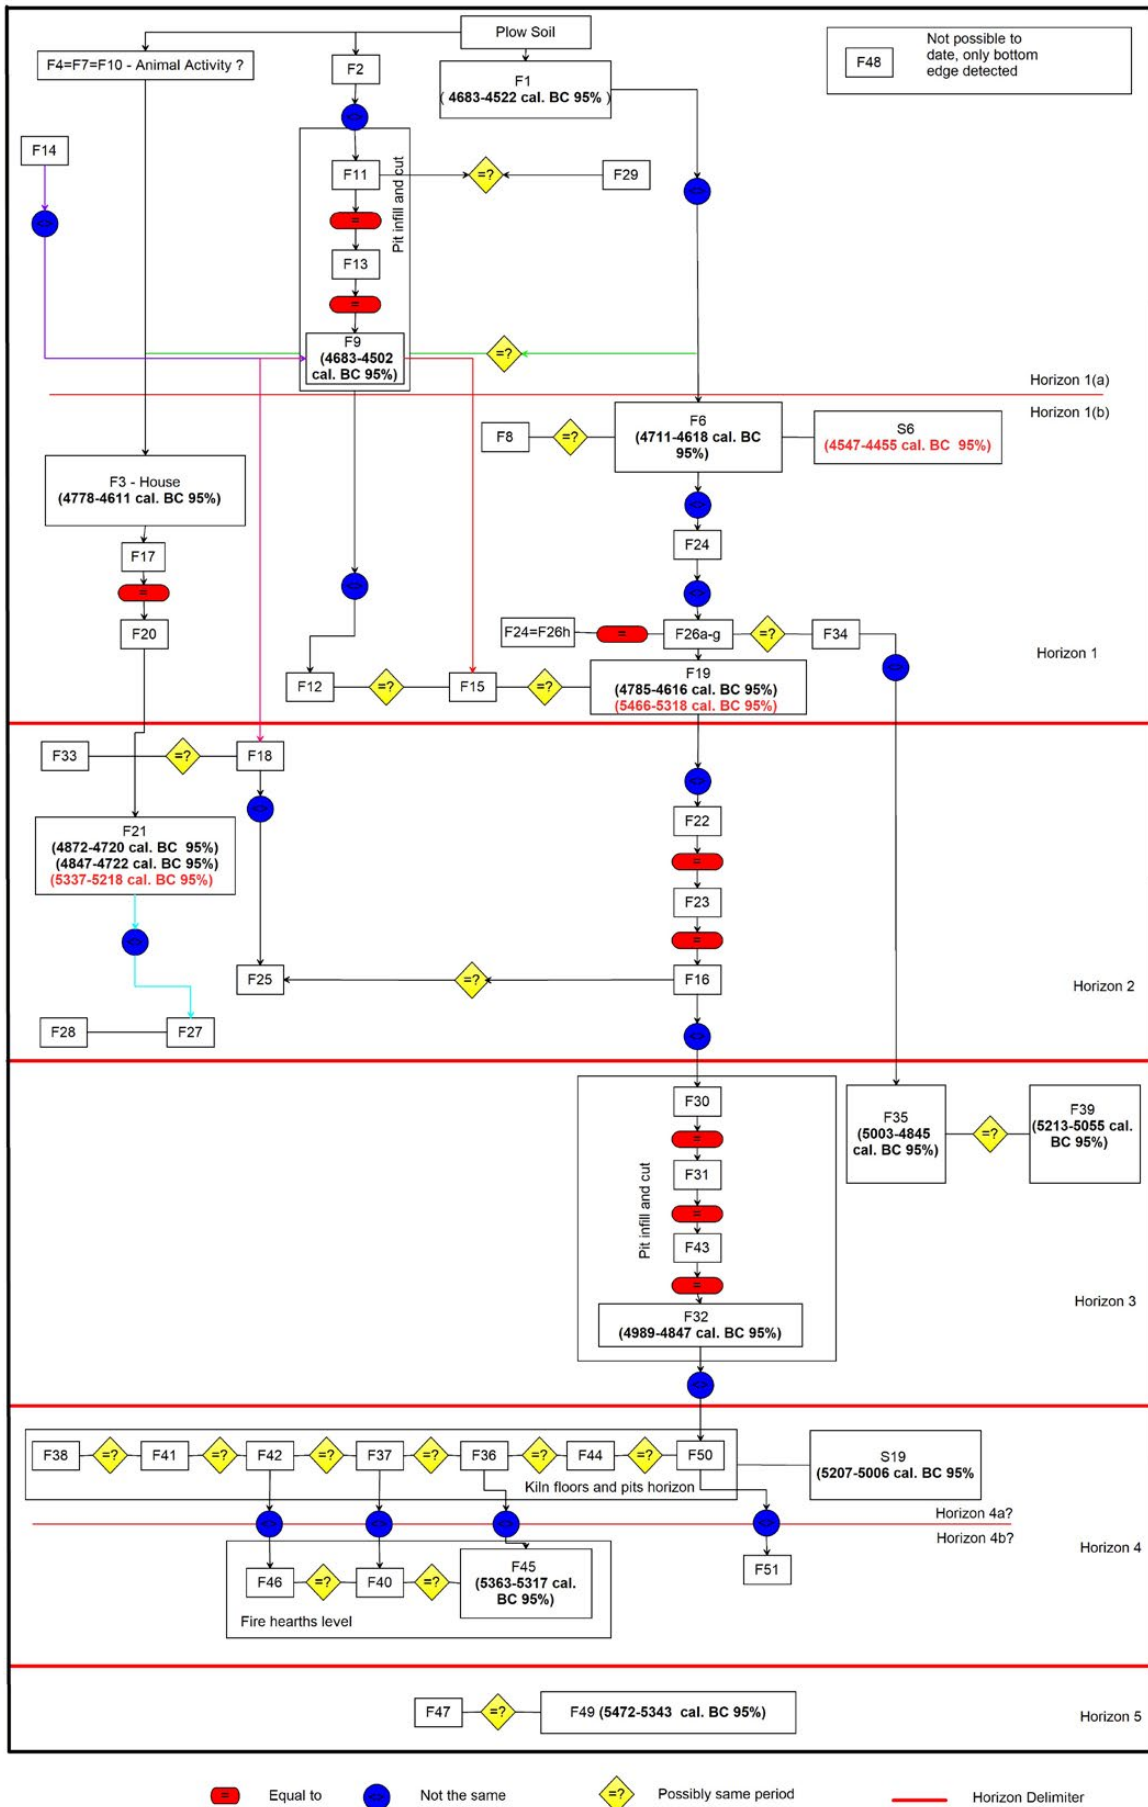 Plow Soil
F4=F7=F10 - Animal Activity ?
F2
F1
( 4683-4522 cal. BC 95% )
F48
Not possible to
date, only bottom
edge detected
<>
F14
F11
=?
F29
<>
<>
=
Pit infill and cut
F13
=
F9
(4683-4502
cal. BC 95%)
=?
Horizon 1(a)
Horizon 1(b)
F8
=?
F6
(4711-4618 cal. BC
95%)
S6
(4547-4455 cal. BC 95%)
F3 - House
(4778-4611 cal. BC 95%)
<>
F17
F24
=
<>
<>
F20
F24=F26h
=
F26a-g
=?
F34
Horizon 1
<>
F12
=?
F15
=?
F19
(4785-4616 cal. BC 95%)
(5466-5318 cal. BC 95%)
F33
=?
F18
<>
<>
F22
F21
(4872-4720 cal. BC 95%)
(4847-4722 cal. BC 95%)
(5337-5218 cal. BC 95%)
=
F23
<>
=
F25
=?
F16
Horizon 2
F28
F27
<>
F30
=
F31
=
F43
=
F32
(4989-4847 cal. BC 95%)
Pit infill and cut
F35
(5003-4845
cal. BC 95%)
=?
F39
(5213-5055 cal.
BC 95%)
Horizon 3
<>
F38
=?
F41
=?
F42
=?
F37
=?
F36
=?
F44
=?
F50
Kiln floors and pits horizon
S19
(5207-5006 cal. BC 95%
Horizon 4a?
<>
<>
<>
<>
Horizon 4b?
Horizon 4
F46
=?
F40
=?
F45
(5363-5317 cal.
BC 95%)
F51
Fire hearths level
F47
=?
F49 (5472-5343 cal. BC 95%)
Horizon 5
=
Equal to
<>
Not the same
=?
Possibly same period
Horizon Delimiter